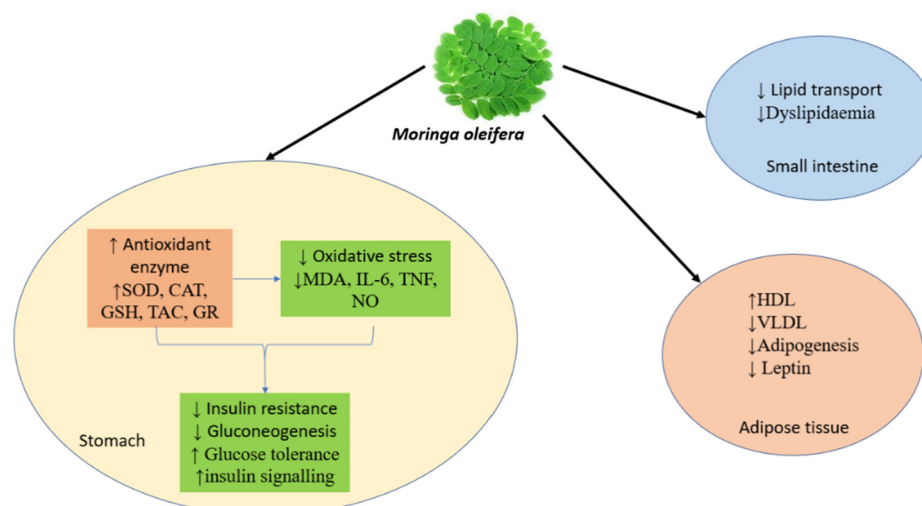 Moringa oleifera
↓ Lipid transport
↓Dyslipidaemia
Small intestine
↑ Antioxidant
enzyme
↑SOD, CAT,
GSH, TAC, GR
↓ Oxidative stress
↓MDA, IL-6, TNF,
NO
↓ Insulin resistance
↓ Gluconeogenesis
↑ Glucose tolerance
↑insulin signalling
Stomach
↑HDL
↓VLDL
↓Adipogenesis
↓ Leptin
Adipose tissue